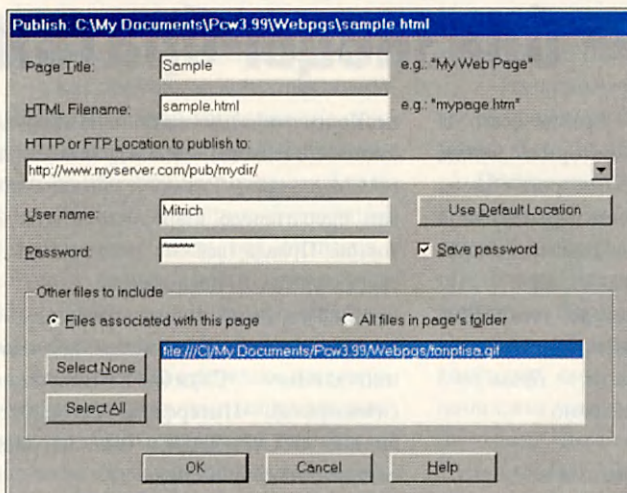 Publish: C:\My Documents\Pcw3.99\Webpgs\sample html
Page Title: Sample e.g.: "My Web Page"
HTML Filename: sample.html e.g.: "mypage.htm"
HTTP or FTP Location to publish to:
http://www.myserver.com/pub/mydir/
User name: Mitrich Use Default Location
Password: ****** Save password
Other files to include
Files associated with this page All files in page's folder
file:///C|/My Documents/Pcw3.99/Webpgs/tonplisa.gif
Select None
Select All
OK Cancel Help